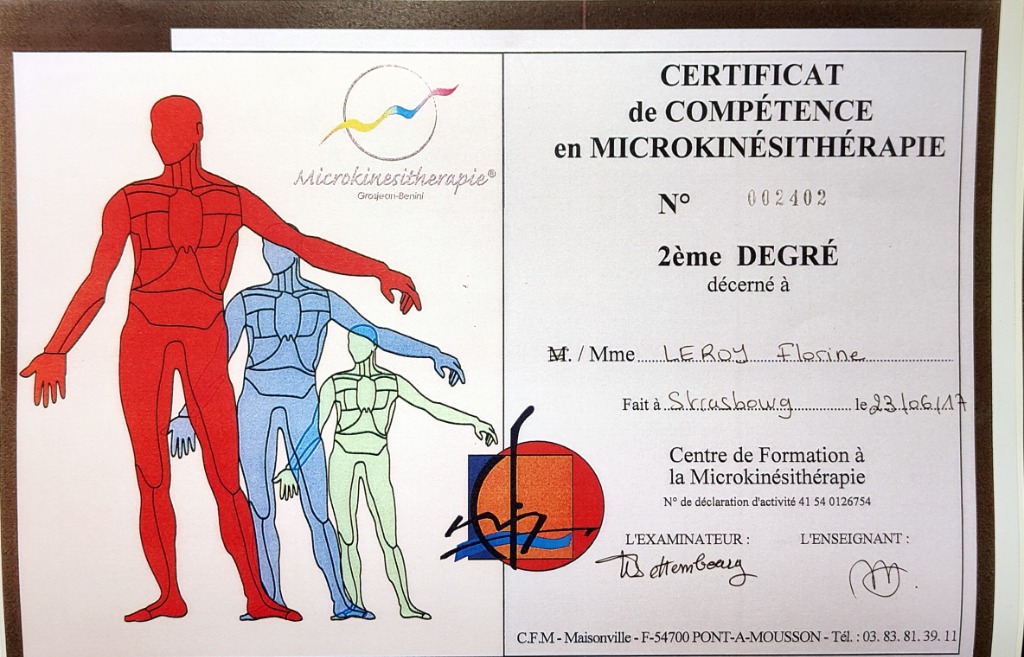 Microkinesitherapie®
Grosjean-Benini
CERTIFICAT
de COMPÉTENCE
en MICROKINÉSITHÉRAPIE
N° 002402
2ème DEGRÉ
décerné à
M. / Mme LEROY Florine
Fait à Strasbourg le 23/06/17
Centre de Formation à
la Microkinésithérapie
N° de déclaration d'activité 41 54 0126754
L'EXAMINATEUR : L'ENSEIGNANT :
C.F.M - Maisonville - F-54700 PONT-A-MOUSSON - Tél. : 03. 83. 81. 39. 11